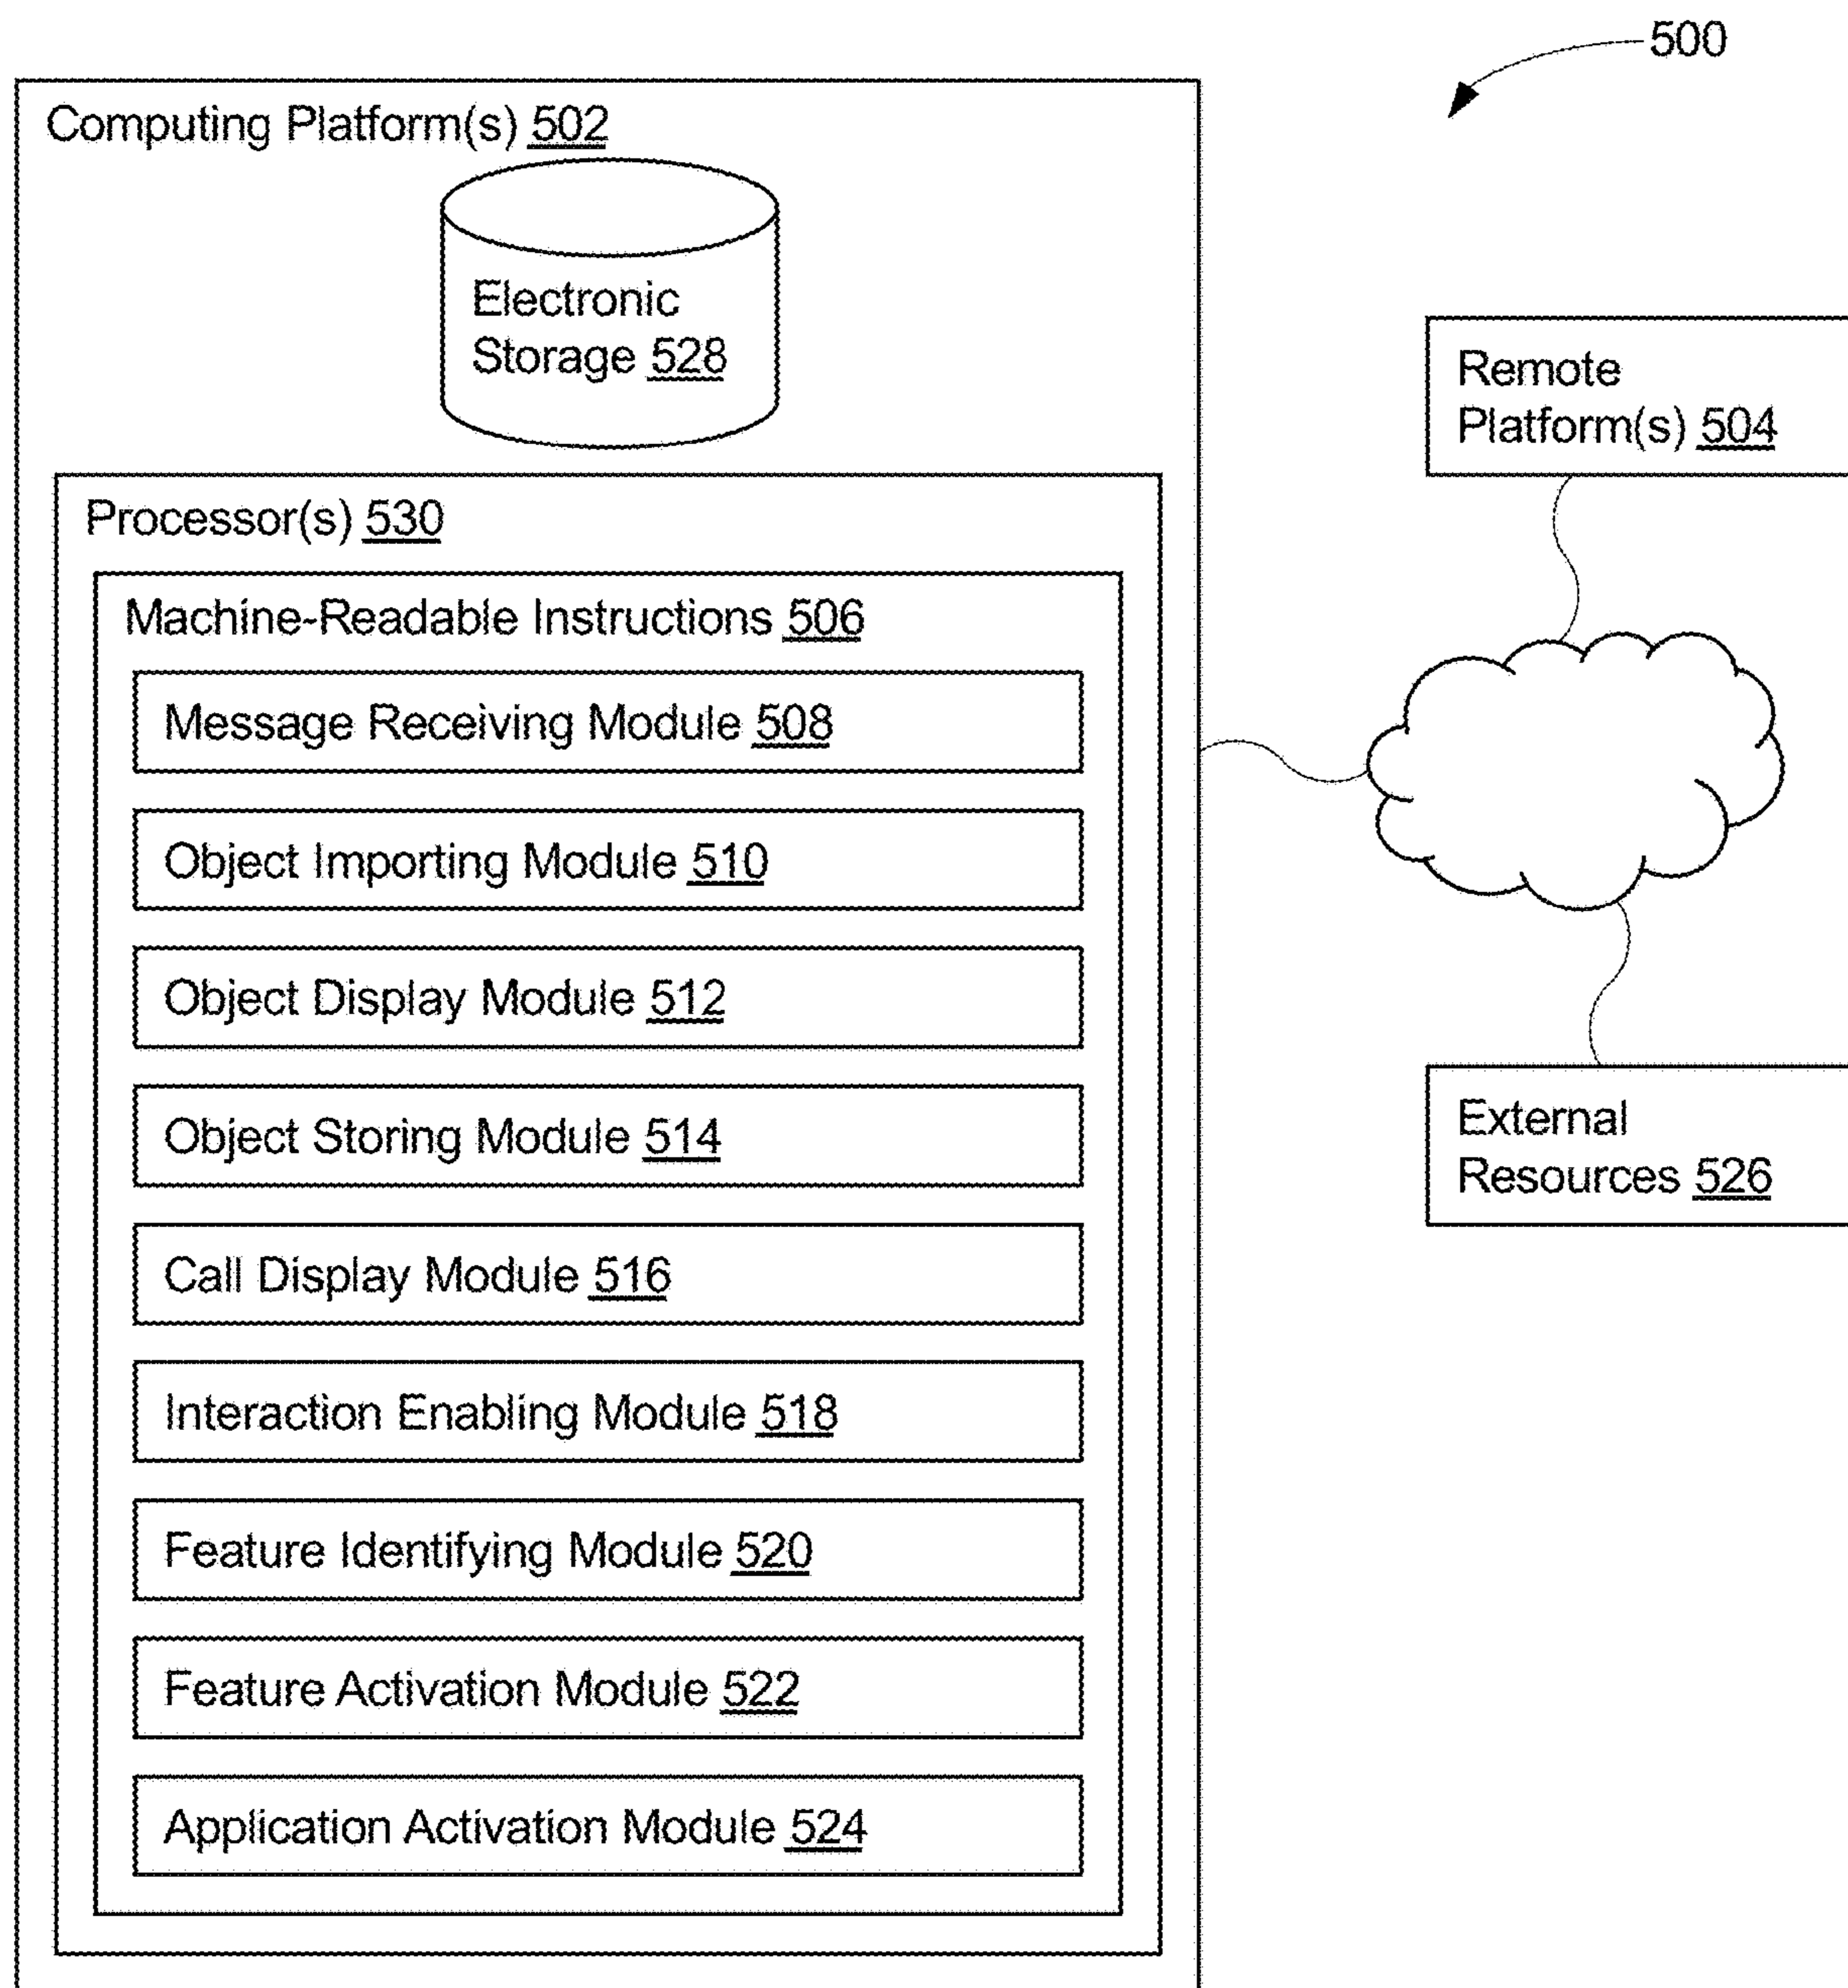 500
Computing Platform(s) 502
Electronic
Storage 528
Processor(s) 530
Machine-Readable Instructions 506
Message Receiving Module 508
Object Importing Module 510
Object Display Module 512
Object Storing Module 514
Call Display Module 516
Interaction Enabling Module 518
Feature Identifying Module 520
Feature Activation Module 522
Application Activation Module 524
Remote
Platform(s) 504
External
Resources 526